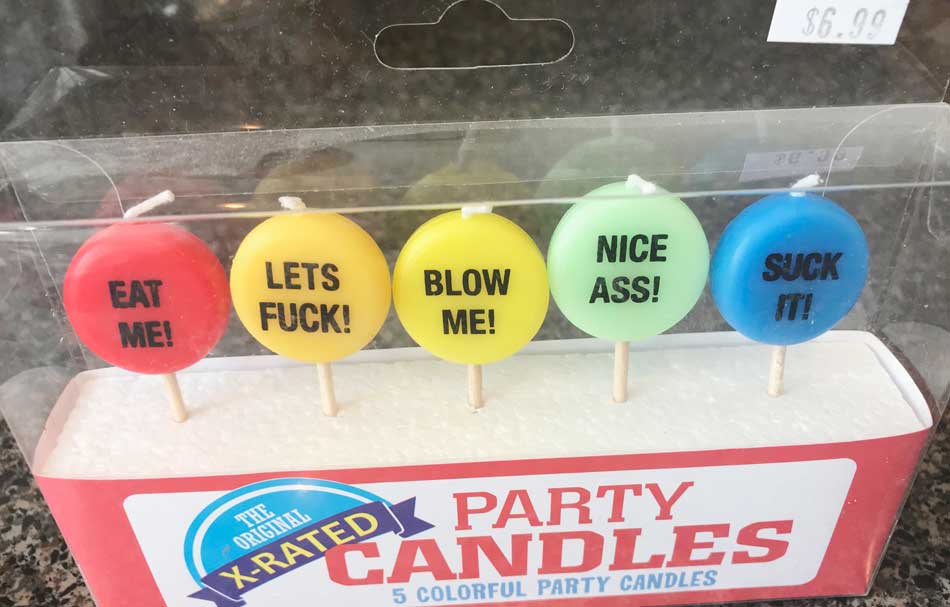 $6.99
EAT
ME!
LETS
FUCK!
BLOW
ME!
NICE
ASS!
SUCK
IT!
THE
ORIGINAL
X-RATED
PARTY
CANDLES
5 COLORFUL PARTY CANDLES